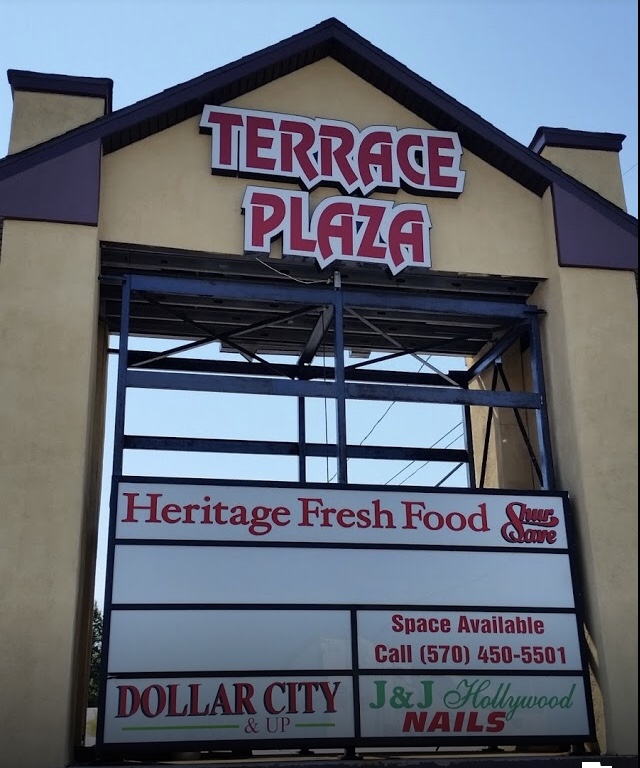 TERRACE
PLAZA
Heritage Fresh Food Shur Save
Space Available
Call (570) 450-5501
DOLLAR CITY
& UP
J&J Hollywood
NAILS